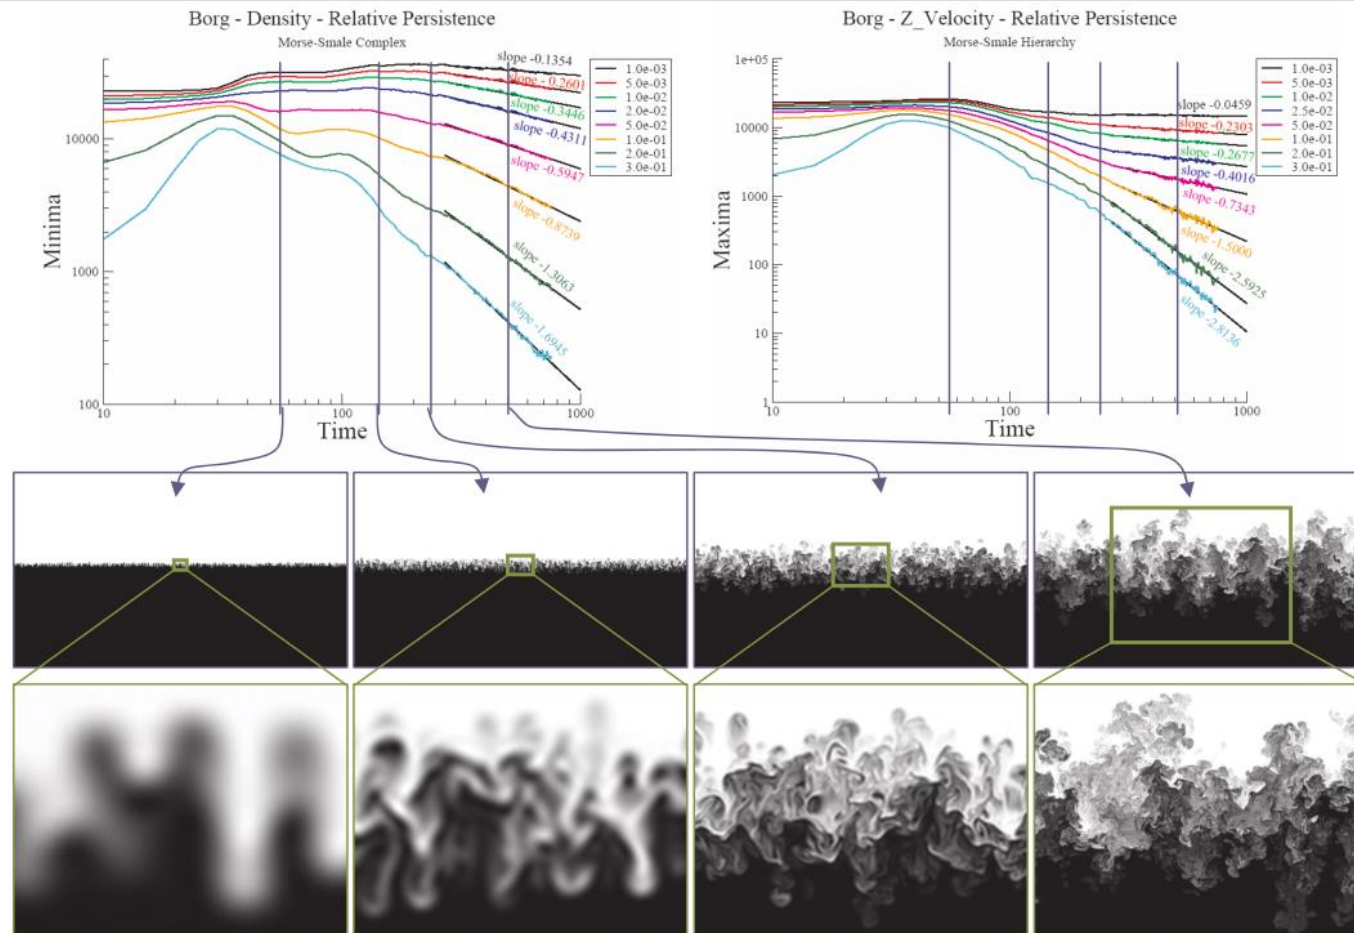 Borg - Density - Relative Persistence
Morse-Smale Complex
slope -0.1354
slope -0.2601
slope -0.3446
slope -0.4311
slope -0.5947
slope -0.8739
slope -1.3063
slope -1.6945
1.0e-03
5.0e-03
1.0e-02
2.0e-02
5.0e-02
1.0e-01
2.0e-01
3.0e-01
Minima
10000
1000
100
10
100
1000
Time
Borg - Z_Velocity - Relative Persistence
Morse-Smale Hierarchy
slope -0.0459
slope -0.2303
slope -0.2677
slope -0.4016
slope -0.7343
slope -1.5000
slope -2.5925
slope -2.8136
1.0e-03
5.0e-03
1.0e-02
2.5e-02
5.0e-02
1.0e-01
2.0e-01
3.0e-01
Maxima
1e+05
10000
1000
100
10
1
10
100
1000
Time